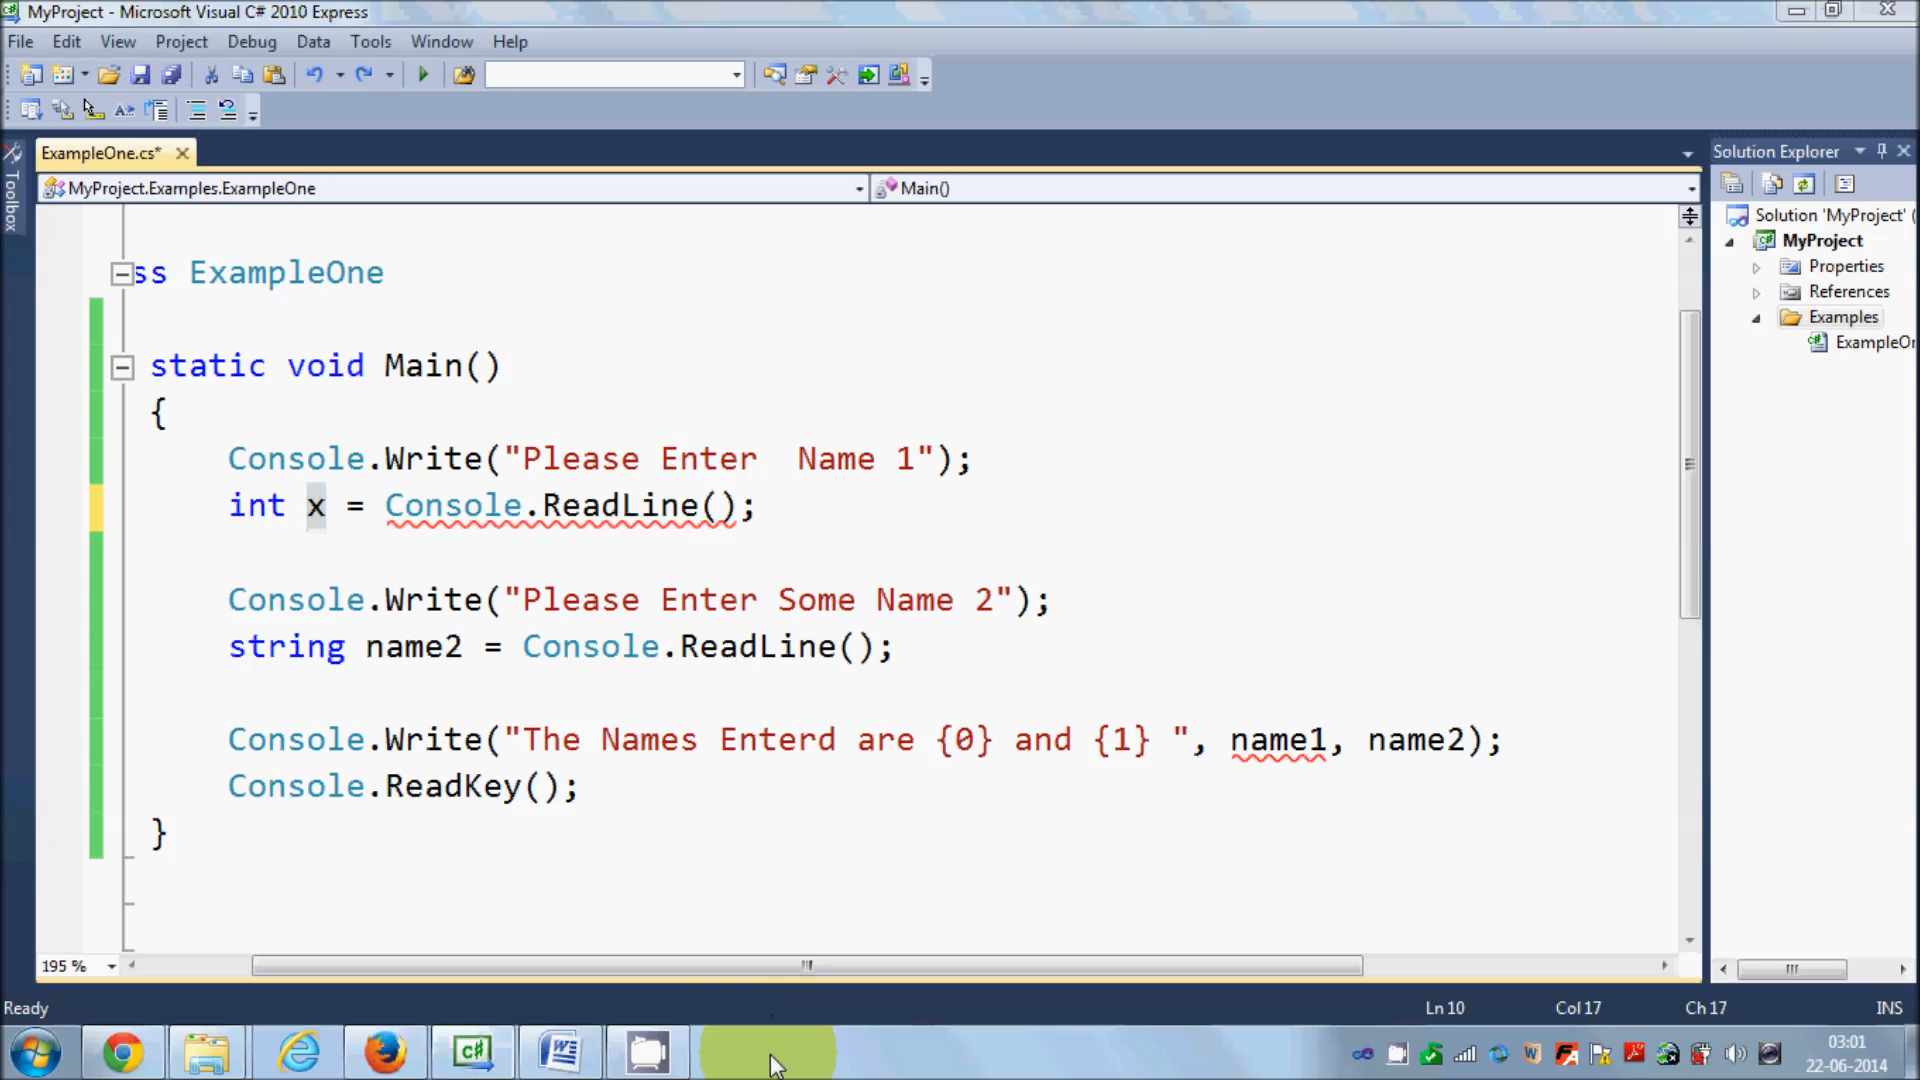 MyProject - Microsoft Visual C# 2010 Express
File Edit View Project Debug Data Tools Window Help
ExampleOne.cs*
Solution Explorer
Toolbox
MyProject.Examples.ExampleOne
Main()
Solution 'MyProject' (
MyProject
Properties
References
Examples
ExampleOr
ss ExampleOne
static void Main()
{
Console.Write("Please Enter  Name 1");
int x = Console.ReadLine();
Console.Write("Please Enter Some Name 2");
string name2 = Console.ReadLine();
Console.Write("The Names Enterd are {0} and {1} ", name1, name2);
Console.ReadKey();
}
195 %
Ready
Ln 10
Col 17
Ch 17
INS
03:01
22-06-2014